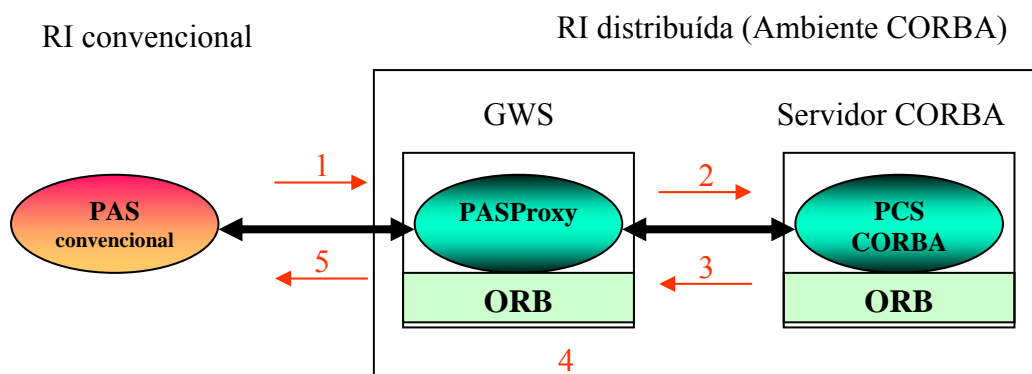 RI convencional
RI distribuída (Ambiente CORBA)
GWS
Servidor CORBA
1
2
PAS
convencional
PASProxy
PCS
CORBA
5
3
ORB
ORB
4